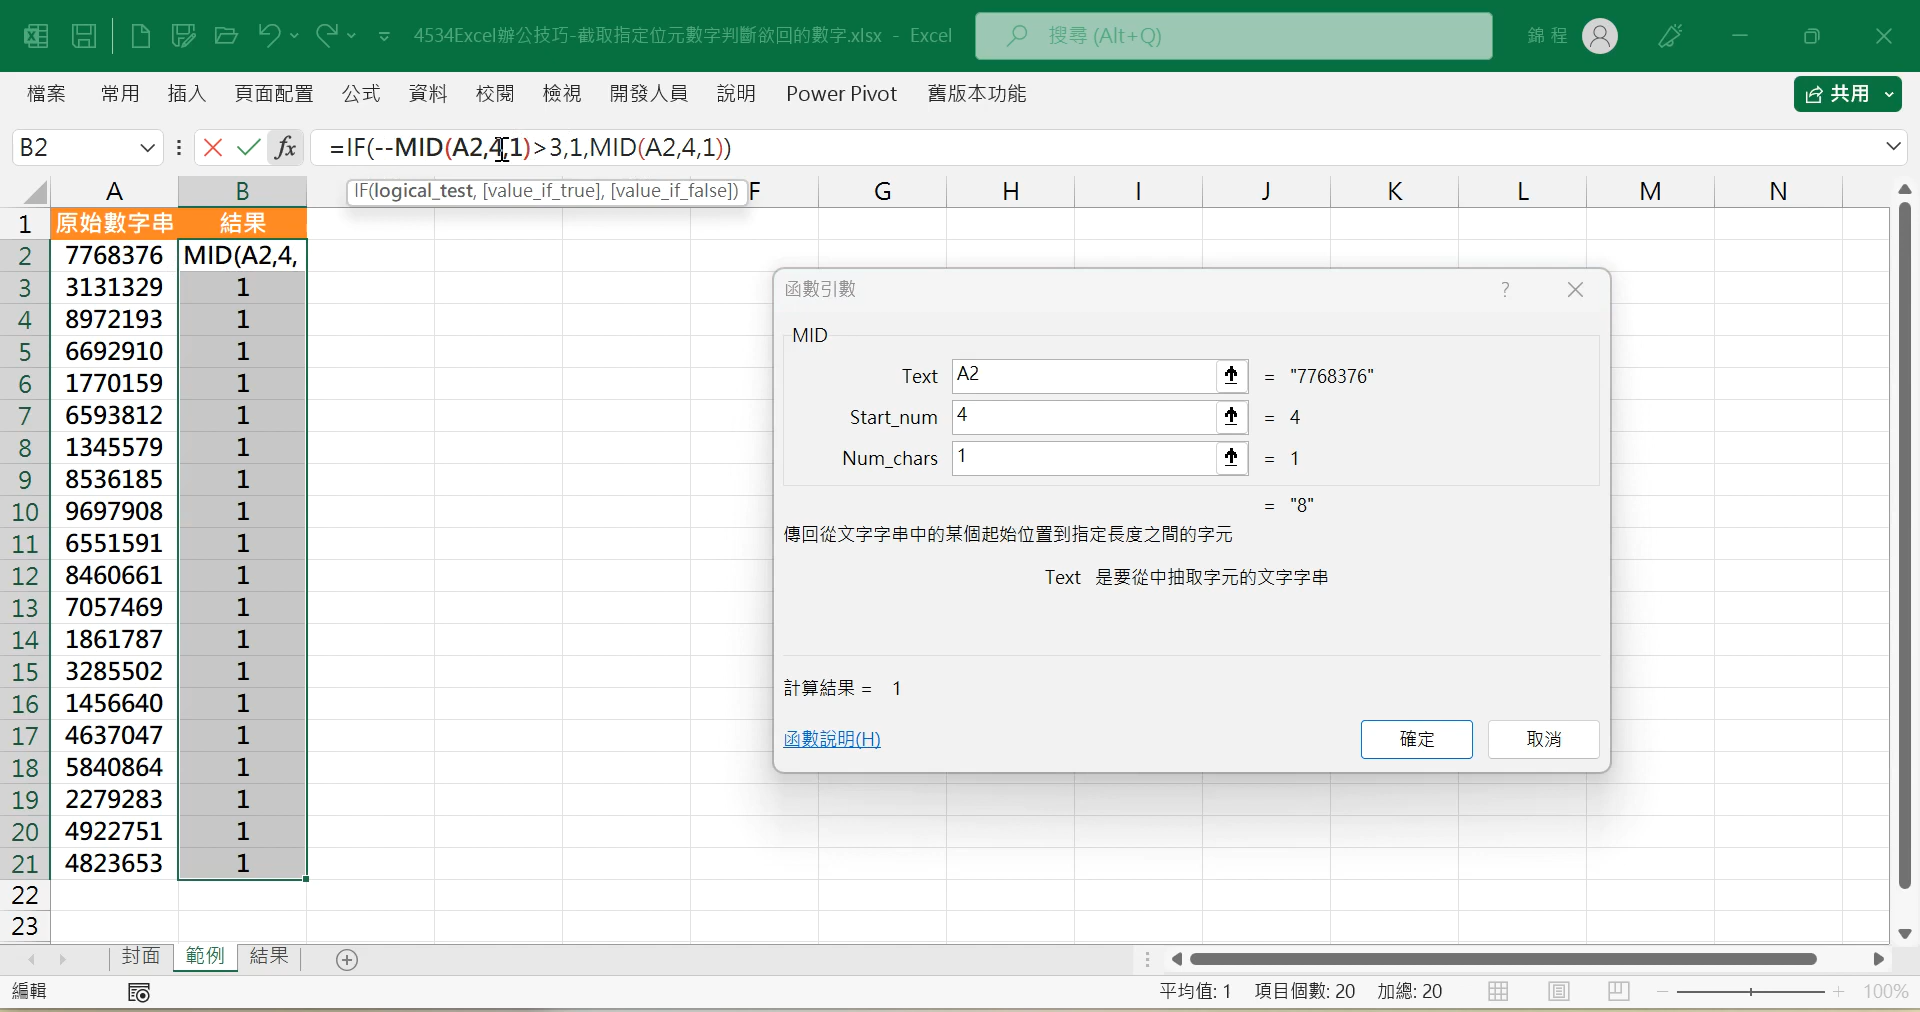 4534Excel辦公技巧-截取指定位元數字判斷欲回的數字.xlsx - Excel
搜尋 (Alt+Q)
錦 程
檔案 常用 插入 頁面配置 公式 資料 校閱 檢視 開發人員 說明 Power Pivot 舊版本功能
共用
B2
fx
=IF(--MID(A2,4,1)>3,1,MID(A2,4,1))
IF(logical_test, [value_if_true], [value_if_false])
A B F G H I J K L M N
1 原始數字串 結果
2 7768376 MID(A2,4,
3 3131329 1
4 8972193 1
5 6692910 1
6 1770159 1
7 6593812 1
8 1345579 1
9 8536185 1
10 9697908 1
11 6551591 1
12 8460661 1
13 7057469 1
14 1861787 1
15 3285502 1
16 1456640 1
17 4637047 1
18 5840864 1
19 2279283 1
20 4922751 1
21 4823653 1
22
23
函數引數 ?
MID
Text A2 = "7768376"
Start_num 4 = 4
Num_chars 1 = 1
= "8"
傳回從文字字串中的某個起始位置到指定長度之間的字元
Text 是要從中抽取字元的文字字串
計算結果 = 1
函數說明(H)
確定
取消
封面 範例 結果
編輯
平均值: 1 項目個數: 20 加總: 20
100%